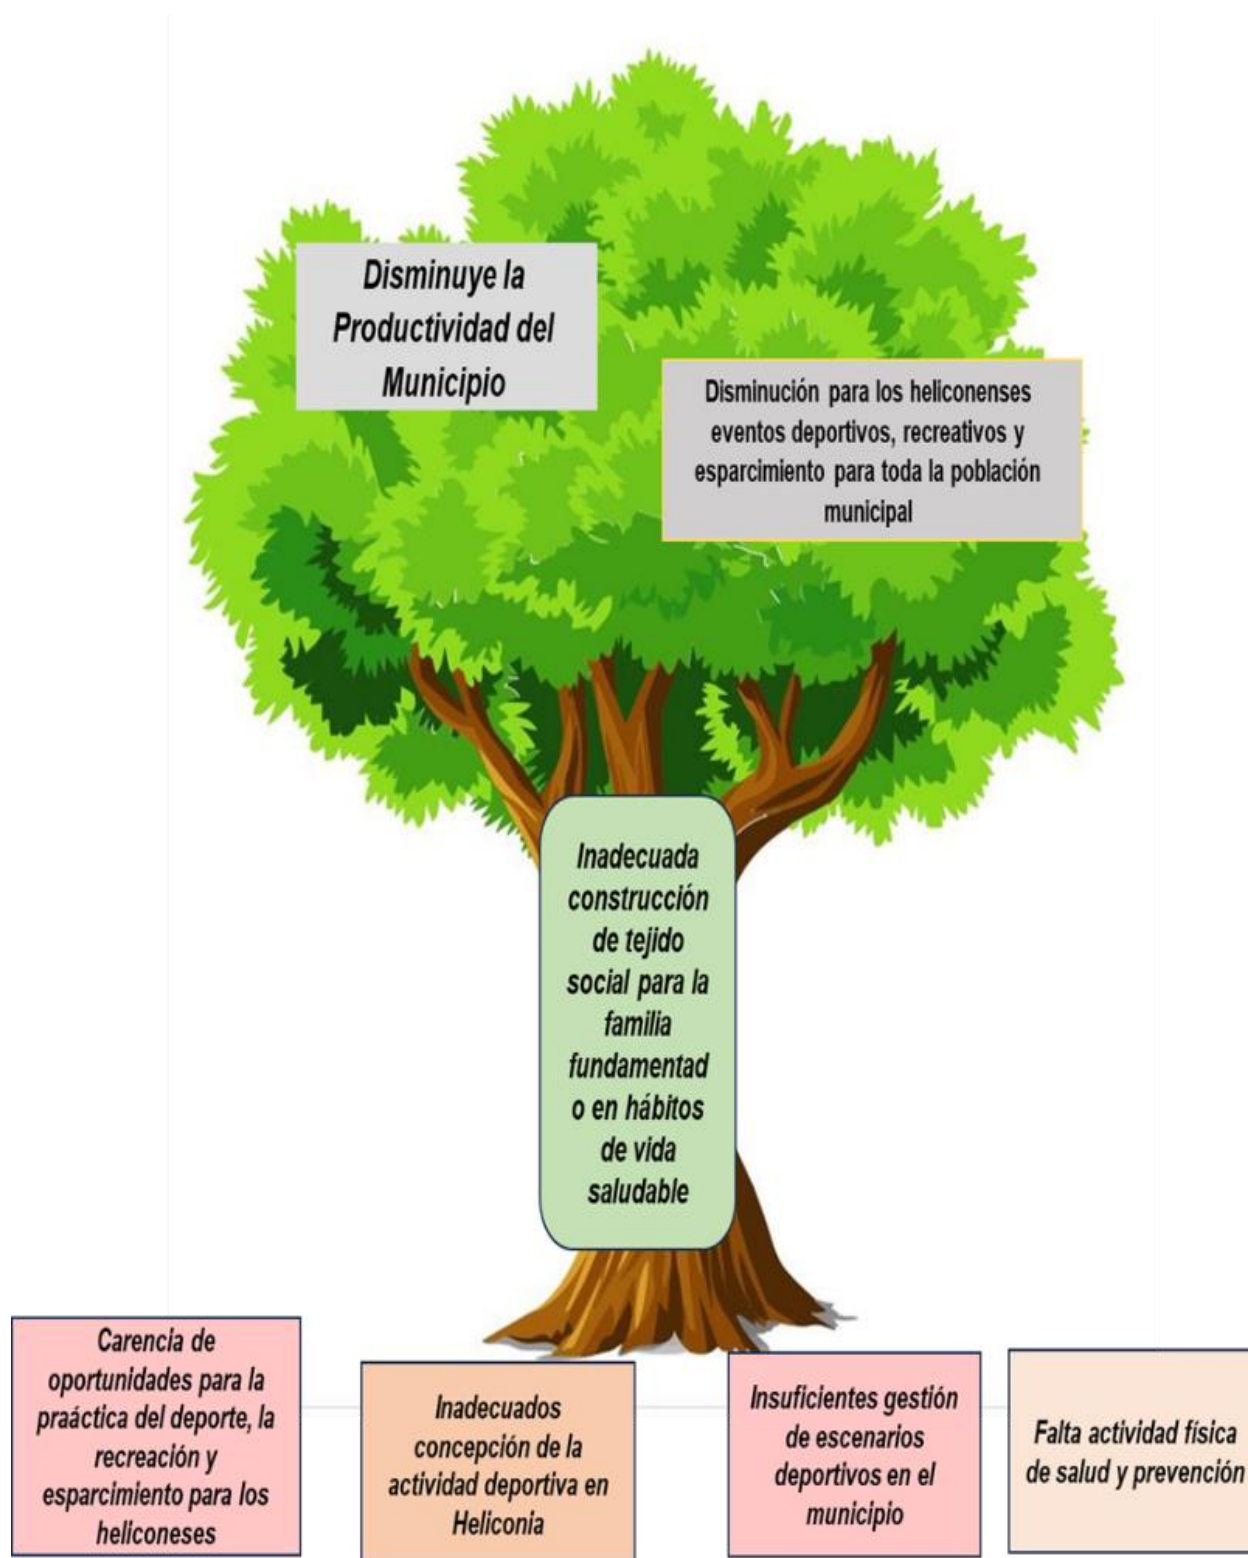 Disminuye la
Productividad del
Municipio
Disminución para los heliconenses
eventos deportivos, recreativos y
esparcimiento para toda la población
municipal
Inadecuada
construcción
de tejido
social para la
familia
fundamentad
o en hábitos
de vida
saludable
Carencia de
oportunidades para la
praáctica del deporte, la
recreación y
esparcimiento para los
heliconeses
Inadecuados
concepción de la
actividad deportiva en
Heliconia
Insuficientes gestión
de escenarios
deportivos en el
municipio
Falta actividad física
de salud y prevención